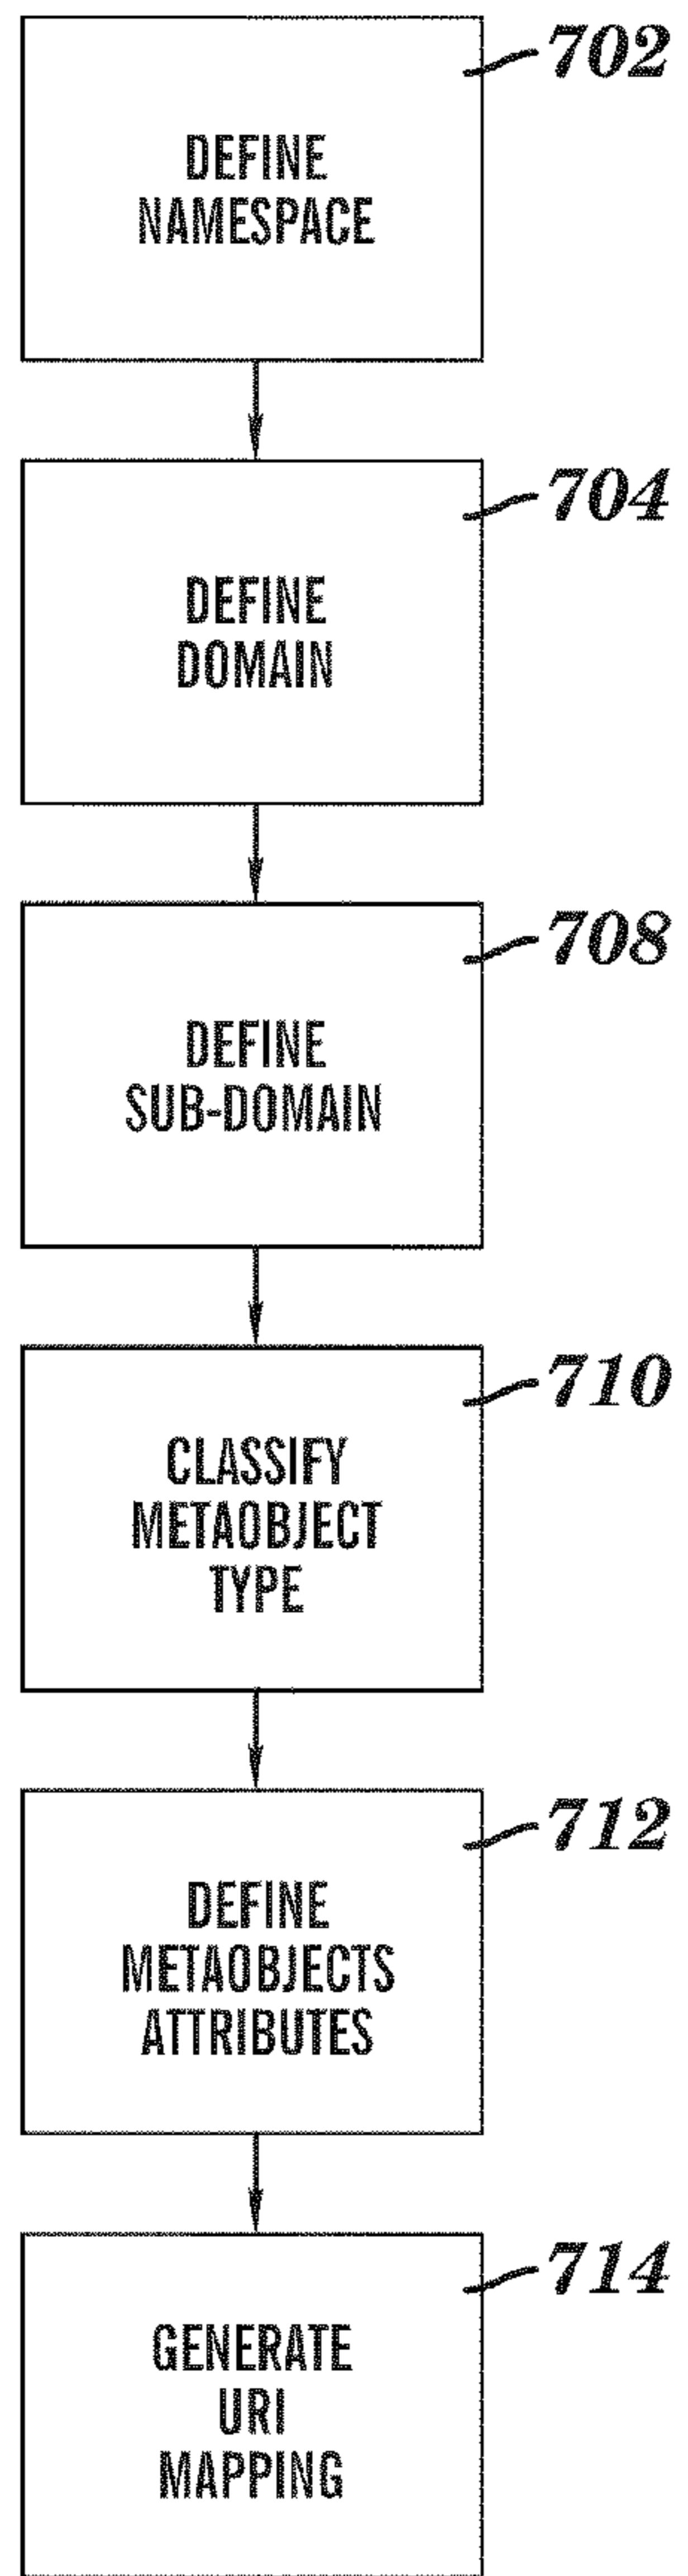 702
DEFINE
NAMESPACE
704
DEFINE
DOMAIN
708
DEFINE
SUB-DOMAIN
710
CLASSIFY
METAOBJECT
TYPE
712
DEFINE
METAOBJECTS
ATTRIBUTES
714
GENERATE
URI
MAPPING